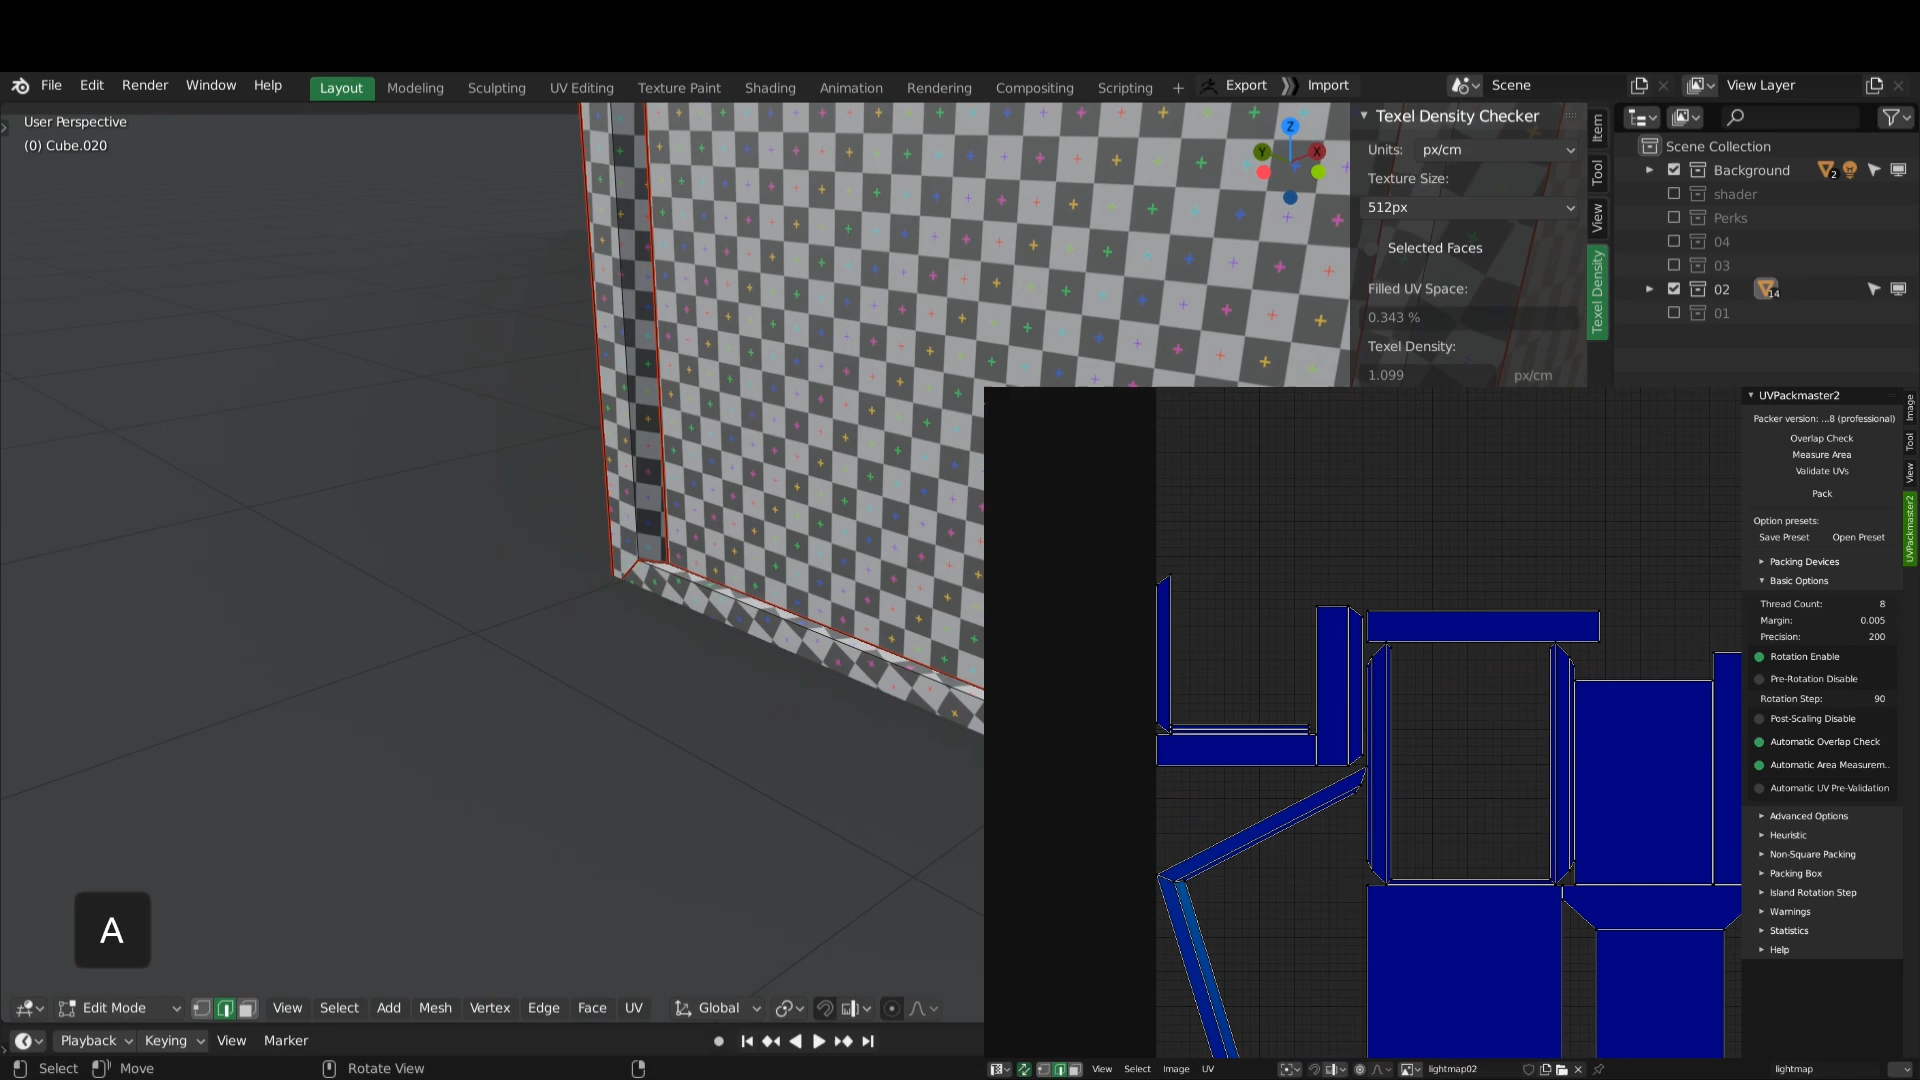 File Edit Render Window Help Layout Modeling Sculpting UV Editing Texture Paint Shading Animation Rendering Compositing Scripting + Export Import Scene View Layer
User Perspective
(0) Cube.020
Z
Y
X
Texel Density Checker
Units: px/cm
Texture Size:
512px
Selected Faces
Filled UV Space:
0.343 %
Texel Density:
1.099 px/cm
Item
Tool
View
Texel Density
Scene Collection
Background 2
shader
Perks
04
03
02 14
01
UVPackmaster2
Packer version: ...8 (professional)
Overlap Check
Measure Area
Validate UVs
Pack
Option presets:
Save Preset Open Preset
Packing Devices
Basic Options
Thread Count: 8
Margin: 0.005
Precision: 200
Rotation Enable
Pre-Rotation Disable
Rotation Step: 90
Post-Scaling Disable
Automatic Overlap Check
Automatic Area Measurem..
Automatic UV Pre-Validation
Advanced Options
Heuristic
Non-Square Packing
Packing Box
Island Rotation Step
Warnings
Statistics
Help
Image
Tool
View
UVPackmaster2
A
Edit Mode View Select Add Mesh Vertex Edge Face UV Global
Playback Keying View Marker
Select Move Rotate View
View Select Image UV lightmap02 lightmap